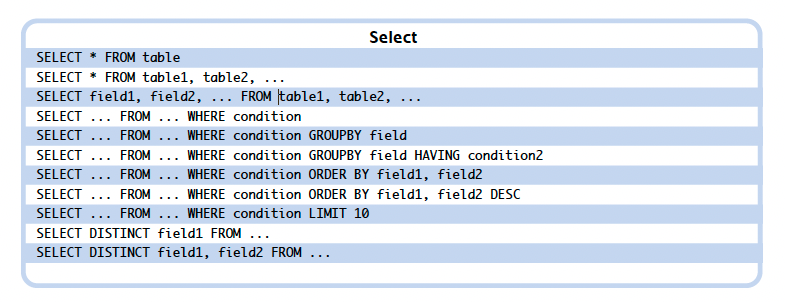 Select
SELECT * FROM table
SELECT * FROM table1, table2, ...
SELECT field1, field2, ... FROM table1, table2, ...
SELECT ... FROM ... WHERE condition
SELECT ... FROM ... WHERE condition GROUPBY field
SELECT ... FROM ... WHERE condition GROUPBY field HAVING condition2
SELECT ... FROM ... WHERE condition ORDER BY field1, field2
SELECT ... FROM ... WHERE condition ORDER BY field1, field2 DESC
SELECT ... FROM ... WHERE condition LIMIT 10
SELECT DISTINCT field1 FROM ...
SELECT DISTINCT field1, field2 FROM ...